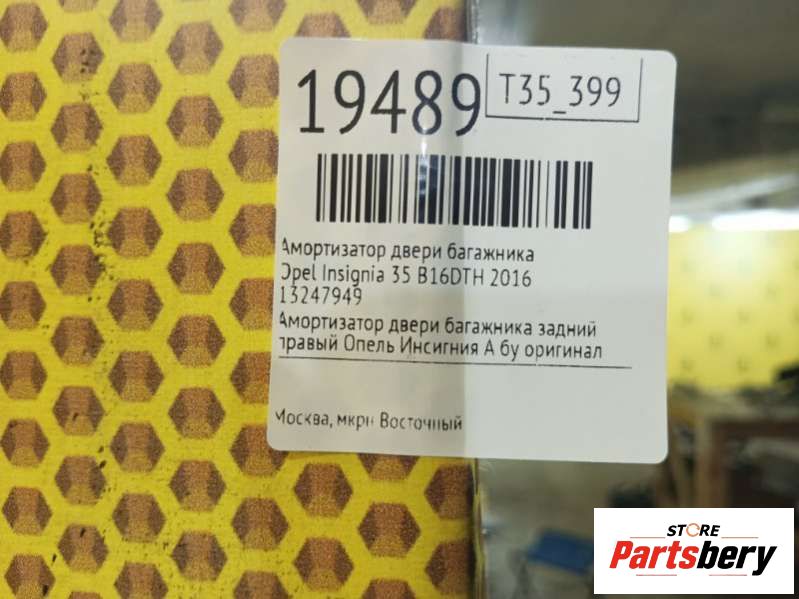 19489
T35_399
Амортизатор двери багажника
Opel Insignia 35 B16DTH 2016
13247949
Амортизатор двери багажника задний
правый Опель Инсигния А бу оригинал
Москва, мкрн Восточный
STORE
Partsbery